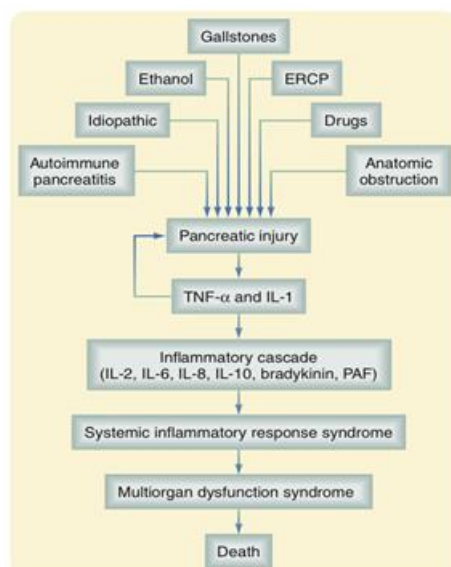 Gallstones
Ethanol
ERCP
Idiopathic
Drugs
Autoimmune
pancreatitis
Anatomic
obstruction
Pancreatic injury
TNF-α and IL-1
Inflammatory cascade
(IL-2, IL-6, IL-8, IL-10, bradykinin, PAF)
Systemic inflammatory response syndrome
Multiorgan dysfunction syndrome
Death